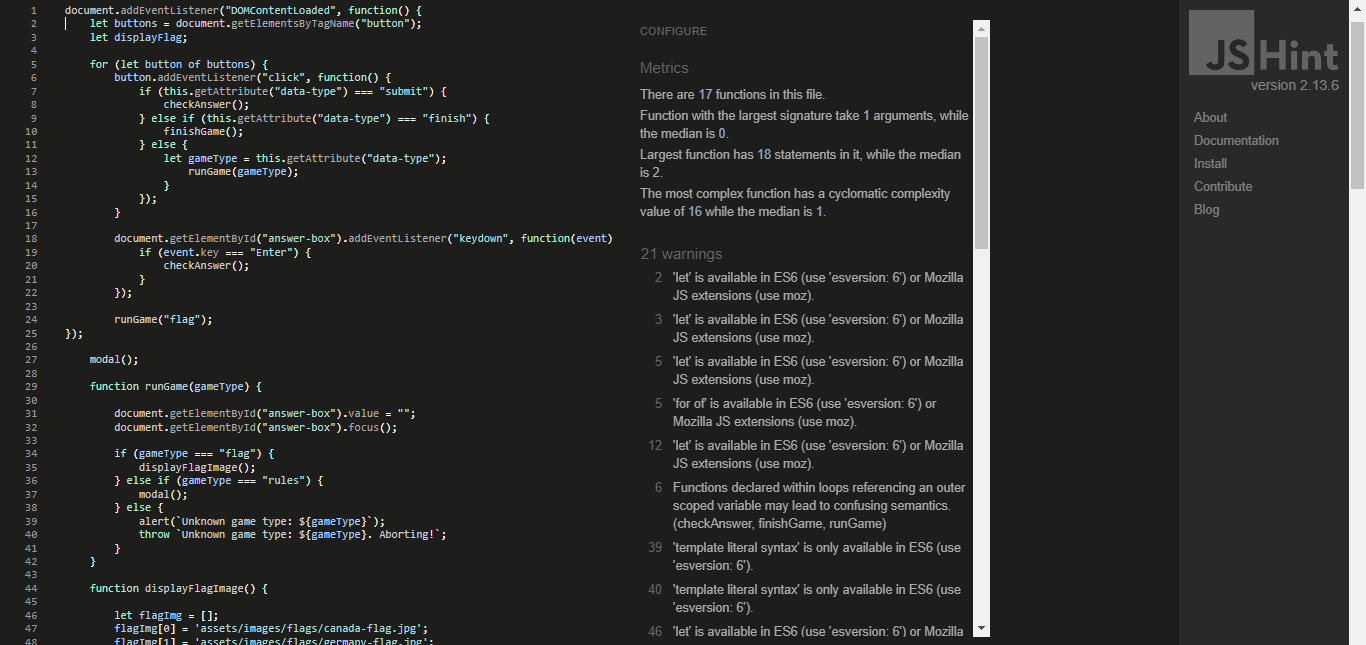 1 document.addEventListener("DOMContentLoaded", function() {
2 let buttons = document.getElementsByTagName("button");
3 let displayFlag;
4
5 for (let button of buttons) {
6 button.addEventListener("click", function() {
7 if (this.getAttribute("data-type") === "submit") {
8 checkAnswer();
9 } else if (this.getAttribute("data-type") === "finish") {
10 finishGame();
11 } else {
12 let gameType = this.getAttribute("data-type");
13 runGame(gameType);
14 }
15 });
16 }
17
18 document.getElementById("answer-box").addEventListener("keydown", function(event)
19 if (event.key === "Enter") {
20 checkAnswer();
21 }
22 });
23
24 runGame("flag");
25 });
26
27 modal();
28
29 function runGame(gameType) {
30
31 document.getElementById("answer-box").value = "";
32 document.getElementById("answer-box").focus();
33
34 if (gameType === "flag") {
35 displayFlagImage();
36 } else if (gameType === "rules") {
37 modal();
38 } else {
39 alert(`Unknown game type: ${gameType}`);
40 throw `Unknown game type: ${gameType}. Aborting!`;
41 }
42 }
43
44 function displayFlagImage() {
45
46 let flagImg = [];
47 flagImg[0] = 'assets/images/flags/canada-flag.jpg';
48 flagImg[1] = 'assets/images/flags/germany-flag.jpg';
CONFIGURE
Metrics
There are 17 functions in this file.
Function with the largest signature take 1 arguments, while
the median is 0.
Largest function has 18 statements in it, while the median
is 2.
The most complex function has a cyclomatic complexity
value of 16 while the median is 1.
21 warnings
2 'let' is available in ES6 (use 'esversion: 6') or Mozilla
JS extensions (use moz).
3 'let' is available in ES6 (use 'esversion: 6') or Mozilla
JS extensions (use moz).
5 'let' is available in ES6 (use 'esversion: 6') or Mozilla
JS extensions (use moz).
5 'for of' is available in ES6 (use 'esversion: 6') or
Mozilla JS extensions (use moz).
12 'let' is available in ES6 (use 'esversion: 6') or Mozilla
JS extensions (use moz).
6 Functions declared within loops referencing an outer
scoped variable may lead to confusing semantics.
(checkAnswer, finishGame, runGame)
39 'template literal syntax' is only available in ES6 (use
'esversion: 6').
40 'template literal syntax' is only available in ES6 (use
'esversion: 6').
46 'let' is available in ES6 (use 'esversion: 6') or Mozilla
JSHint
version 2.13.6
About
Documentation
Install
Contribute
Blog